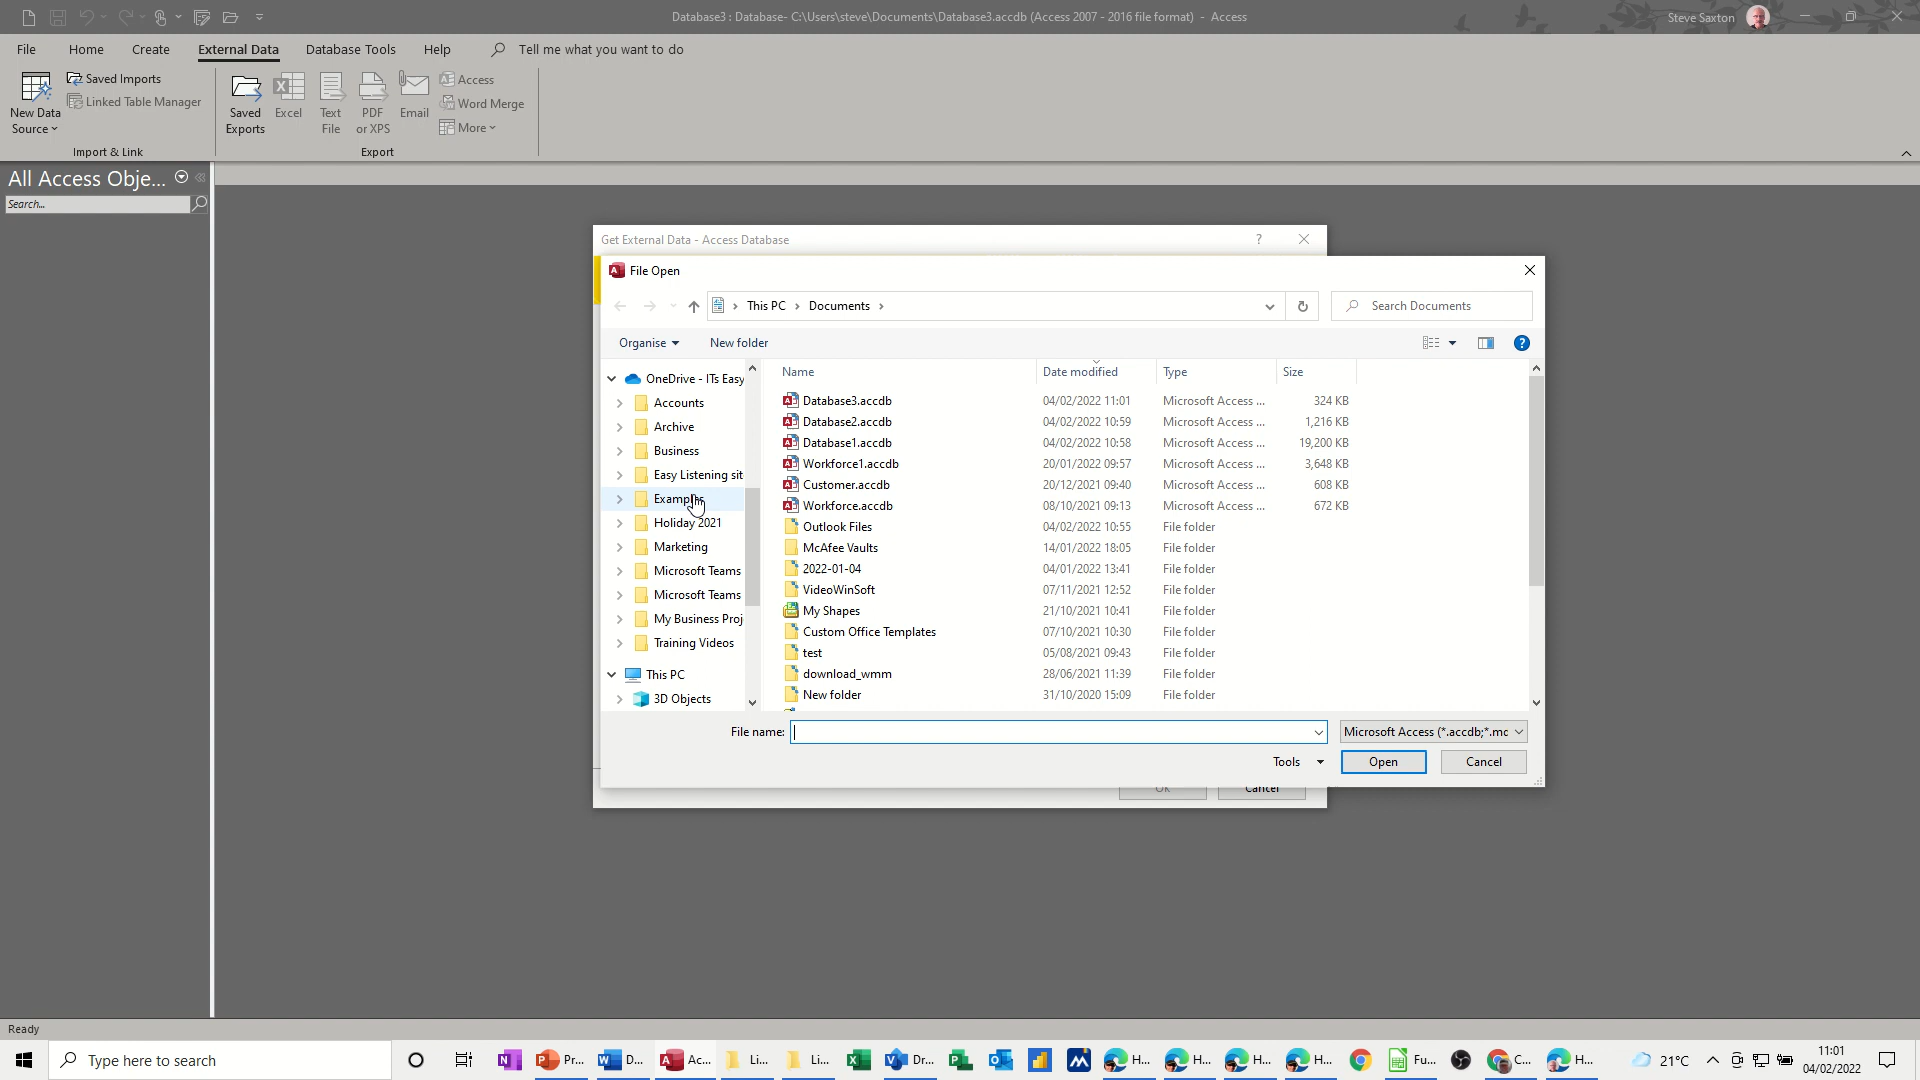 Database3 : Database- C:\Users\steve\Documents\Database3.accdb (Access 2007 - 2016 file format) - Access
Steve Saxton
File
Home
Create
External Data
Database Tools
Help
Tell me what you want to do
New Data
Source
Saved Imports
Linked Table Manager
Import & Link
Saved
Exports
Excel
Text
File
PDF
or XPS
Email
Access
Word Merge
More
Export
All Access Obje...
Search...
Get External Data - Access Database
?
File Open
This PC
Documents
Search Documents
Organise
New folder
OneDrive - ITs Easy
Accounts
Archive
Business
Easy Listening sit
Examples
Holiday 2021
Marketing
Microsoft Teams
Microsoft Teams
My Business Proj
Training Videos
This PC
3D Objects
Name Date modified Type Size
Database3.accdb 04/02/2022 11:01 Microsoft Access ... 324 KB
Database2.accdb 04/02/2022 10:59 Microsoft Access ... 1,216 KB
Database1.accdb 04/02/2022 10:58 Microsoft Access ... 19,200 KB
Workforce1.accdb 20/01/2022 09:57 Microsoft Access ... 3,648 KB
Customer.accdb 20/12/2021 09:40 Microsoft Access ... 608 KB
Workforce.accdb 08/10/2021 09:13 Microsoft Access ... 672 KB
Outlook Files 04/02/2022 10:55 File folder
McAfee Vaults 14/01/2022 18:05 File folder
2022-01-04 04/01/2022 13:41 File folder
VideoWinSoft 07/11/2021 12:52 File folder
My Shapes 21/10/2021 10:41 File folder
Custom Office Templates 07/10/2021 10:30 File folder
test 05/08/2021 09:43 File folder
download_wmm 28/06/2021 11:39 File folder
New folder 31/10/2020 15:09 File folder
File name:
Microsoft Access (*.accdb;*.mc
Tools
Open
Cancel
OK
Cancel
Ready
Type here to search
Pr...
D...
Ac...
Li...
Li...
Dr...
H...
H...
H...
H...
Fu...
C...
H...
21°C
11:01
04/02/2022